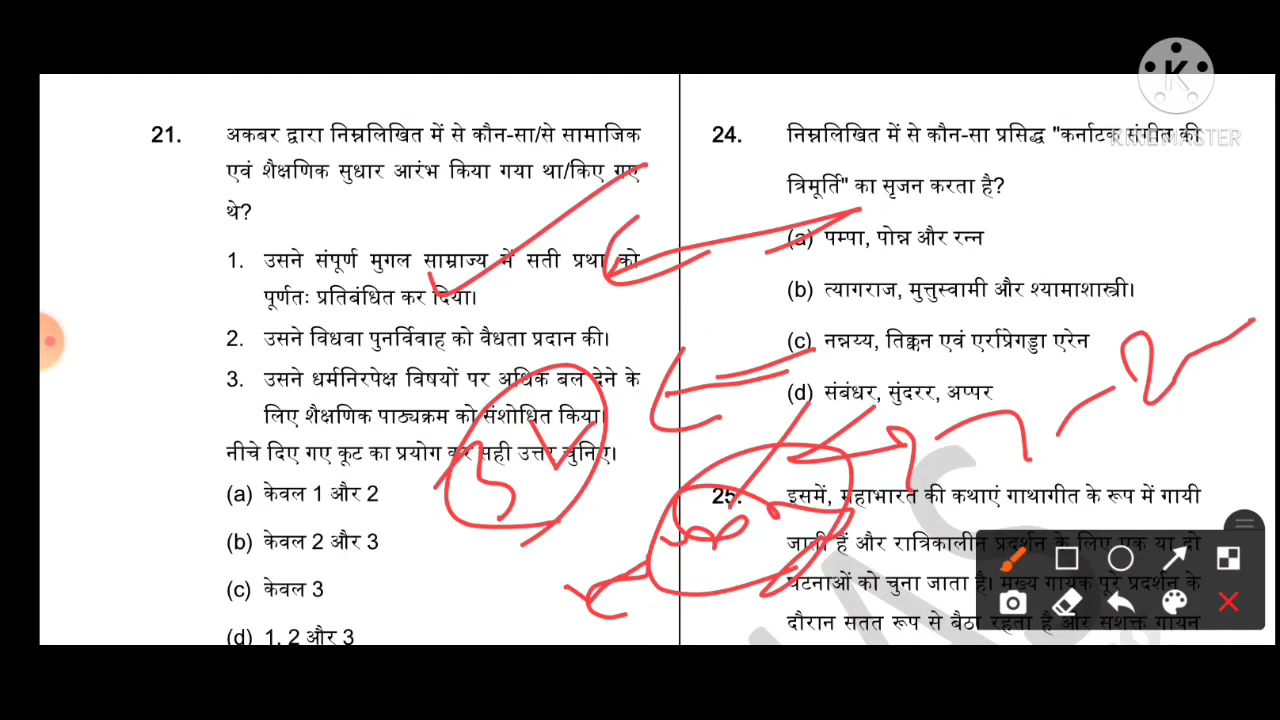 21. अकबर द्वारा निम्नलिखित में से कौन-सा/से सामाजिक
एवं शैक्षणिक सुधार आरंभ किया गया था/किए गए
थे?
1. उसने संपूर्ण मुगल साम्राज्य में सती प्रथा को
पूर्णतः प्रतिबंधित कर दिया।
2. उसने विधवा पुनर्विवाह को वैधता प्रदान की।
3. उसने धर्मनिरपेक्ष विषयों पर अधिक बल देने के
लिए शैक्षणिक पाठ्यक्रम को संशोधित किया।
नीचे दिए गए कूट का प्रयोग कर सही उत्तर चुनिए।
(a) केवल 1 और 2
(b) केवल 2 और 3
(c) केवल 3
(d) 1, 2 और 3
24. निम्नलिखित में से कौन-सा प्रसिद्ध "कर्नाटक संगीत की
त्रिमूर्ति" का सृजन करता है?
(a) पम्पा, पोन्न और रन्न
(b) त्यागराज, मुत्तुस्वामी और श्यामाशास्त्री।
(c) नन्नय्य, तिक्कन एवं एर्राप्रेगड्डा एरेन
(d) संबंधर, सुंदरर, अप्पर
25. इसमें, महाभारत की कथाएं गाथागीत के रूप में गायी
जाती हैं और रात्रिकालीन प्रदर्शन के लिए एक या दो
घटनाओं को चुना जाता है। मुख्य गायक पूरे प्रदर्शन के
दौरान सतत रूप से बैठा रहता है और सशक्त गायन
K
KINEMASTER
3